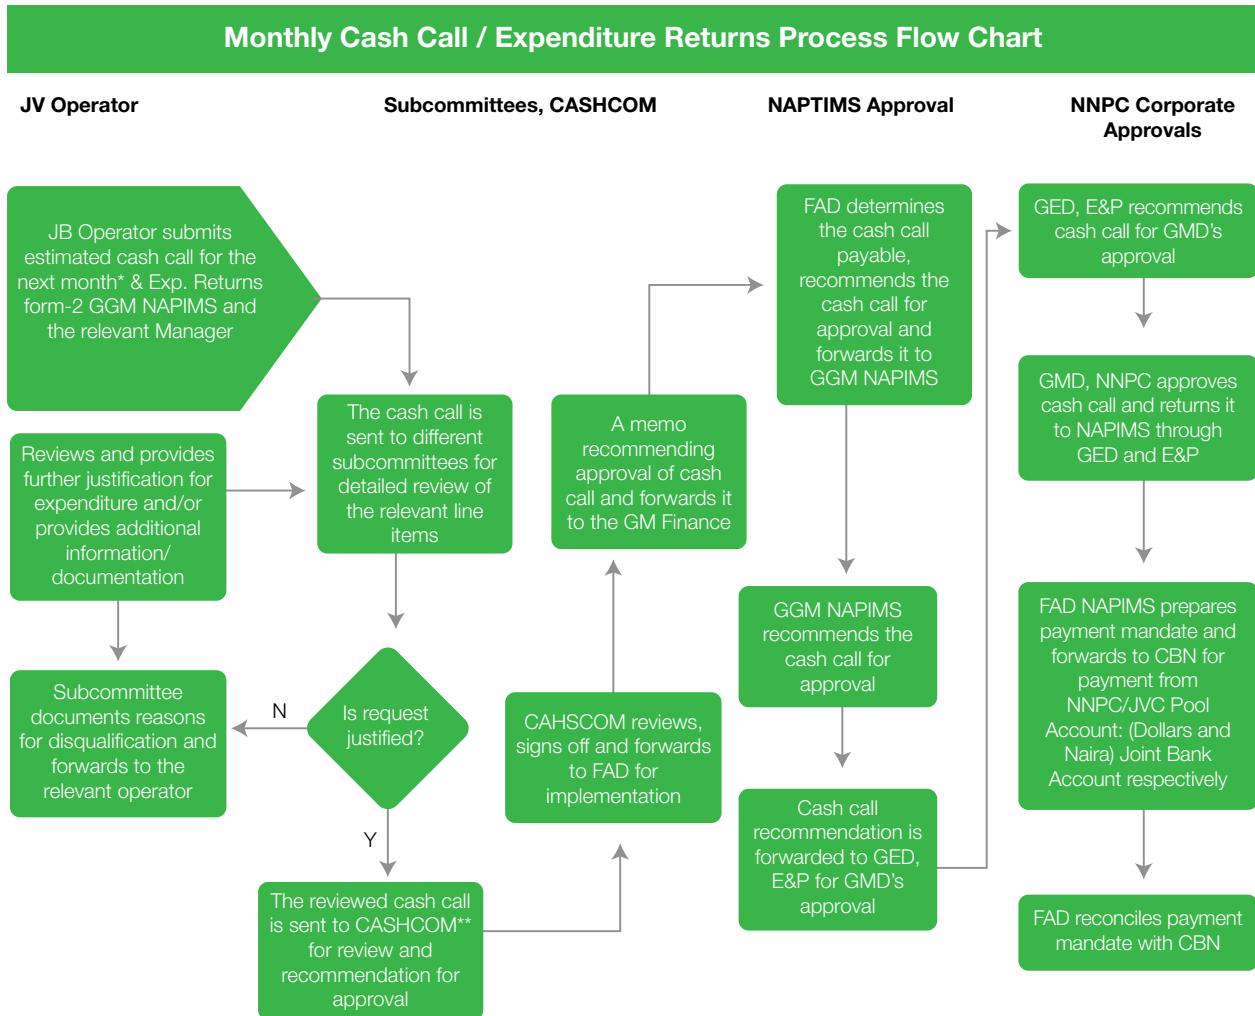 Monthly Cash Call / Expenditure Returns Process Flow Chart
JV Operator
Subcommittees, CASHCOM
NAPTIMS Approval
NNPC Corporate
Approvals
JB Operator submits
estimated cash call for the
next month* & Exp. Returns
form-2 GGM NAPIMS and
the relevant Manager
Reviews and provides
further justification for
expenditure and/or
provides additional
information/
documentation
Subcommittee
documents reasons
for disqualification and
forwards to the
relevant operator
The cash call is
sent to different
subcommittees for
detailed review of
the relevant line
items
N
Is request
justified?
Y
The reviewed cash call
is sent to CASHCOM**
for review and
recommendation for
approval
A memo
recommending
approval of cash
call and forwards it
to the GM Finance
CAHSCOM reviews,
signs off and forwards
to FAD for
implementation
FAD determines
the cash call
payable,
recommends the
cash call for
approval and
forwards it to
GGM NAPIMS
GGM NAPIMS
recommends the
cash call for
approval
Cash call
recommendation is
forwarded to GED,
E&P for GMD's
approval
GED, E&P recommends
cash call for GMD's
approval
GMD, NNPC approves
cash call and returns it
to NAPIMS through
GED and E&P
FAD NAPIMS prepares
payment mandate and
forwards to CBN for
payment from
NNPC/JVC Pool
Account: (Dollars and
Naira) Joint Bank
Account respectively
FAD reconciles payment
mandate with CBN